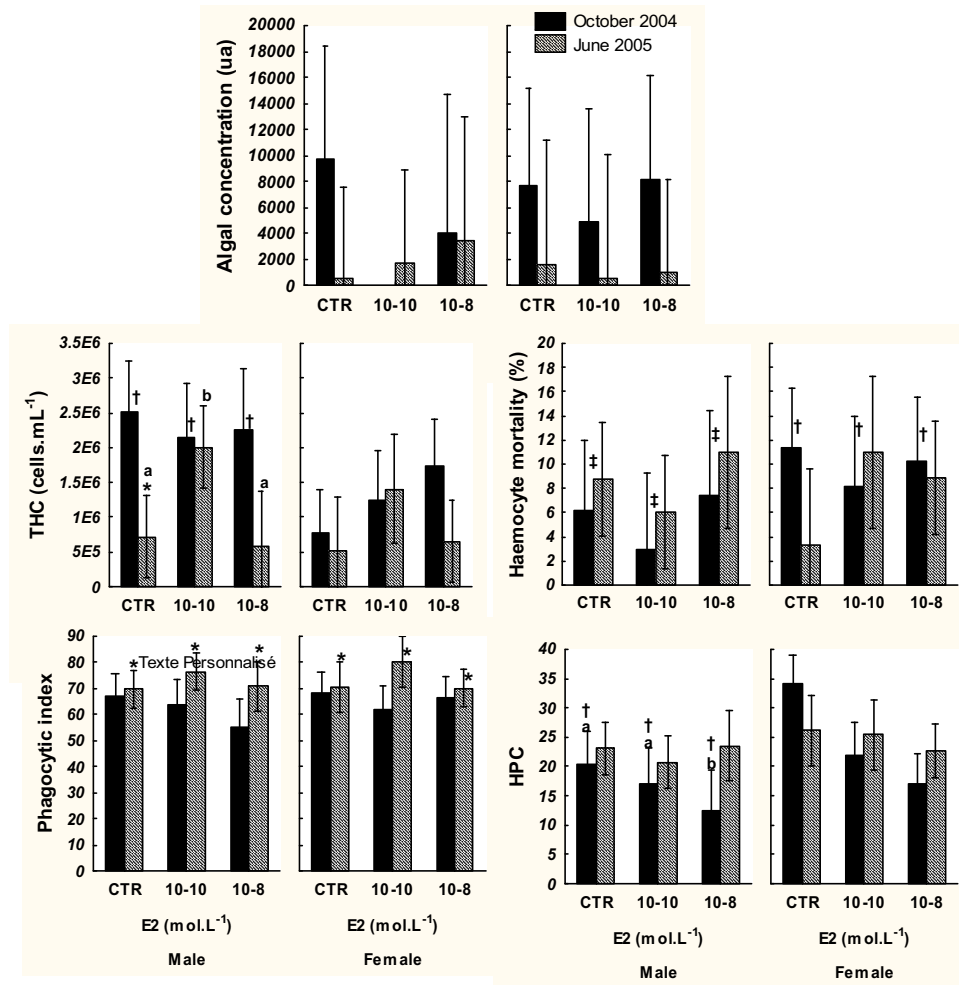 October 2004
June 2005
Algal concentration (ua)
20000
18000
16000
14000
12000
10000
8000
6000
4000
2000
0
CTR 10-10 10-8
CTR 10-10 10-8
THC (cells.mL-1)
3.5E6
3E6
2.5E6
2E6
1.5E6
1E6
5E5
0
† † b †
a * a
CTR 10-10 10-8
CTR 10-10 10-8
Haemocyte mortality (%)
20
18
16
14
12
10
8
6
4
2
0
‡ ‡ ‡
† † †
CTR 10-10 10-8
CTR 10-10 10-8
Phagocytic index
90
80
70
60
50
40
30
20
10
0
* * *
Texte Personnalisé
* * *
CTR 10-10 10-8
CTR 10-10 10-8
E2 (mol.L-1)
E2 (mol.L-1)
Male
Female
HPC
40
35
30
25
20
15
10
5
0
† † †
a a b
CTR 10-10 10-8
CTR 10-10 10-8
E2 (mol.L-1)
E2 (mol.L-1)
Male
Female